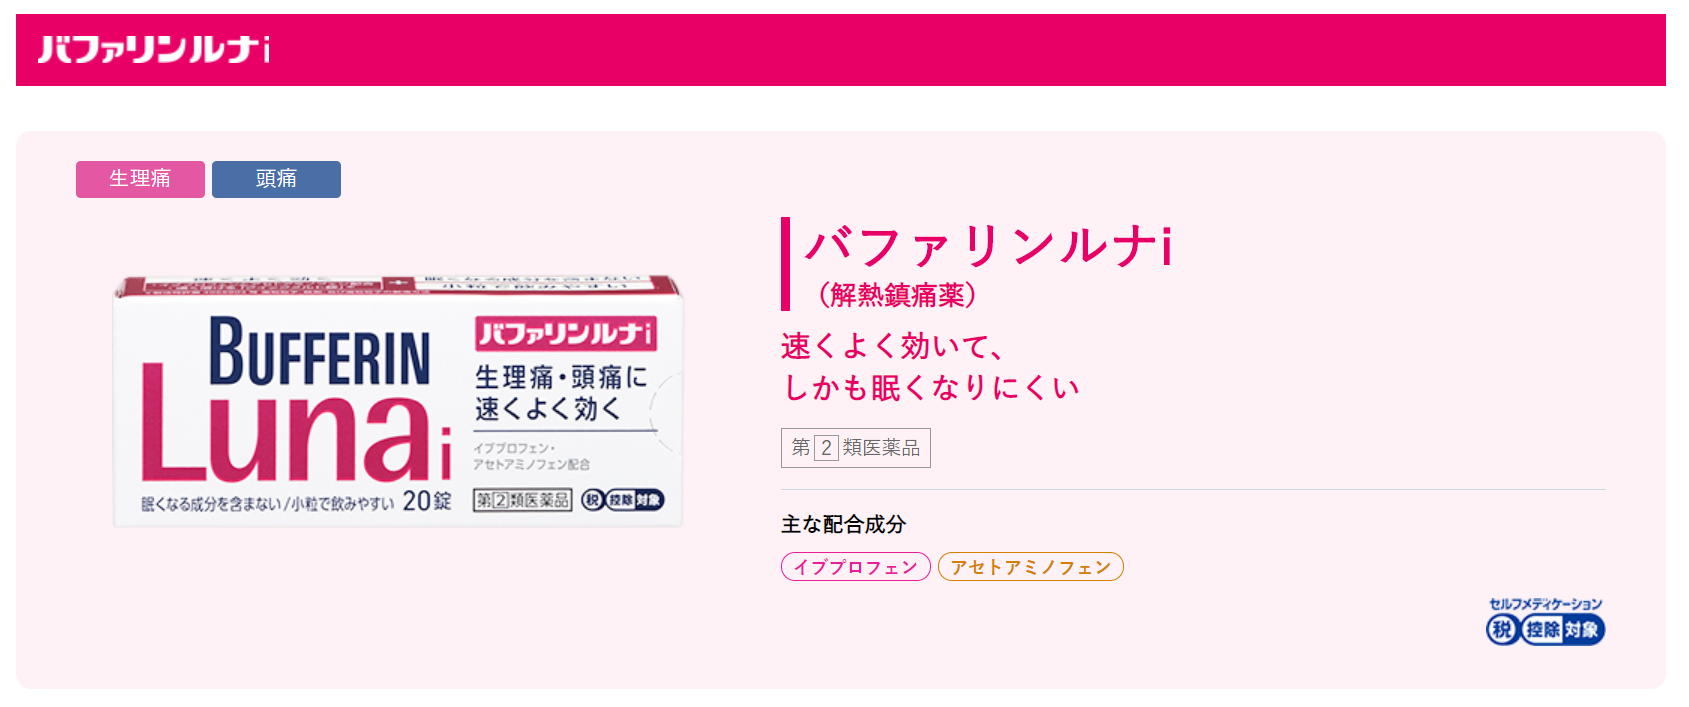 バファリンルナi
生理痛
頭痛
BUFFERIN
Lunai
眠くなる成分を含まない/小粒で飲みやすい 20錠
バファリンルナi
生理痛・頭痛に
速くよく効く
イブプロフェン・
アセトアミノフェン配合
第②類医薬品
税 控除 対象
バファリンルナi
（解熱鎮痛薬）
速くよく効いて、
しかも眠くなりにくい
第2類医薬品
主な配合成分
イブプロフェン
アセトアミノフェン
セルフメディケーション
税 控除 対象